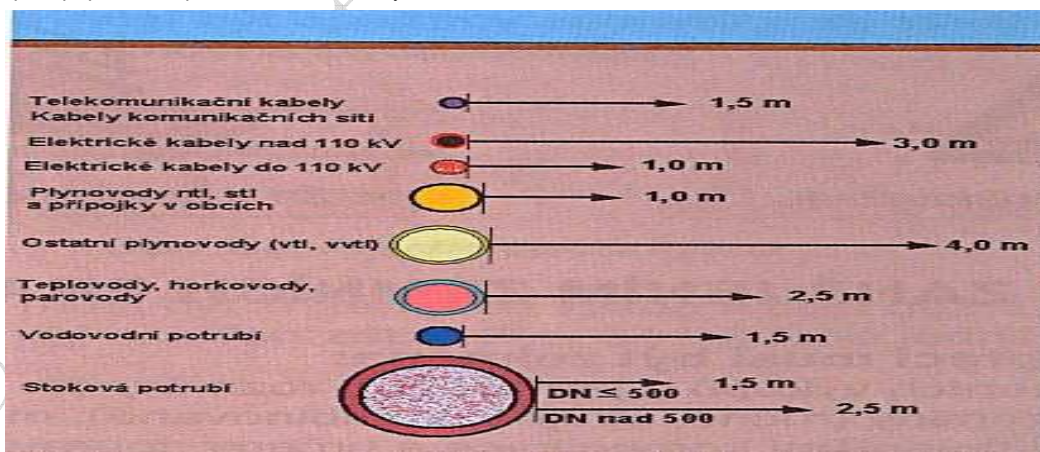 Telekomunikační kabely
Kabely komunikačních sítí
1,5 m
Elektrické kabely nad 110 kV
3,0 m
Elektrické kabely do 110 kV
1,0 m
Plynovody ntl, stl
a přípojky v obcích
1,0 m
Ostatní plynovody (vtl, vvtl)
4,0 m
Teplovody, horkovody,
parovody
2,5 m
Vodovodní potrubí
1,5 m
Stoková potrubí
DN ≤ 500
1,5 m
DN nad 500
2,5 m